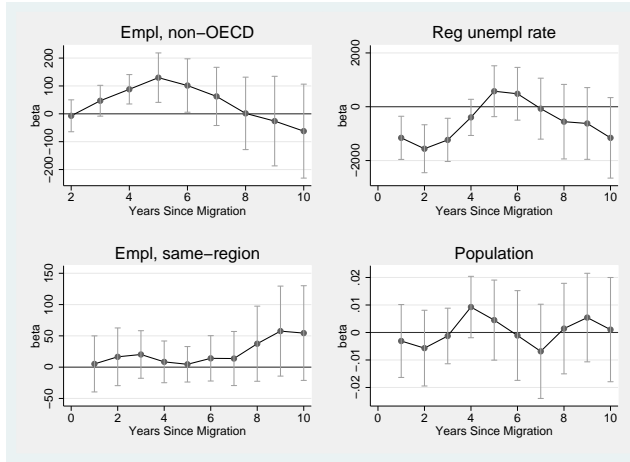 Empl, non−OECD
beta
−200 −100 0 100 200
2 4 6 8 10
Years Since Migration
Reg unempl rate
beta
−2000 0 2000
0 2 4 6 8 10
Years Since Migration
Empl, same−region
beta
−50 0 50 100 150
0 2 4 6 8 10
Years Since Migration
Population
beta
−.02 −.01 0 .01 .02
0 2 4 6 8 10
Years Since Migration